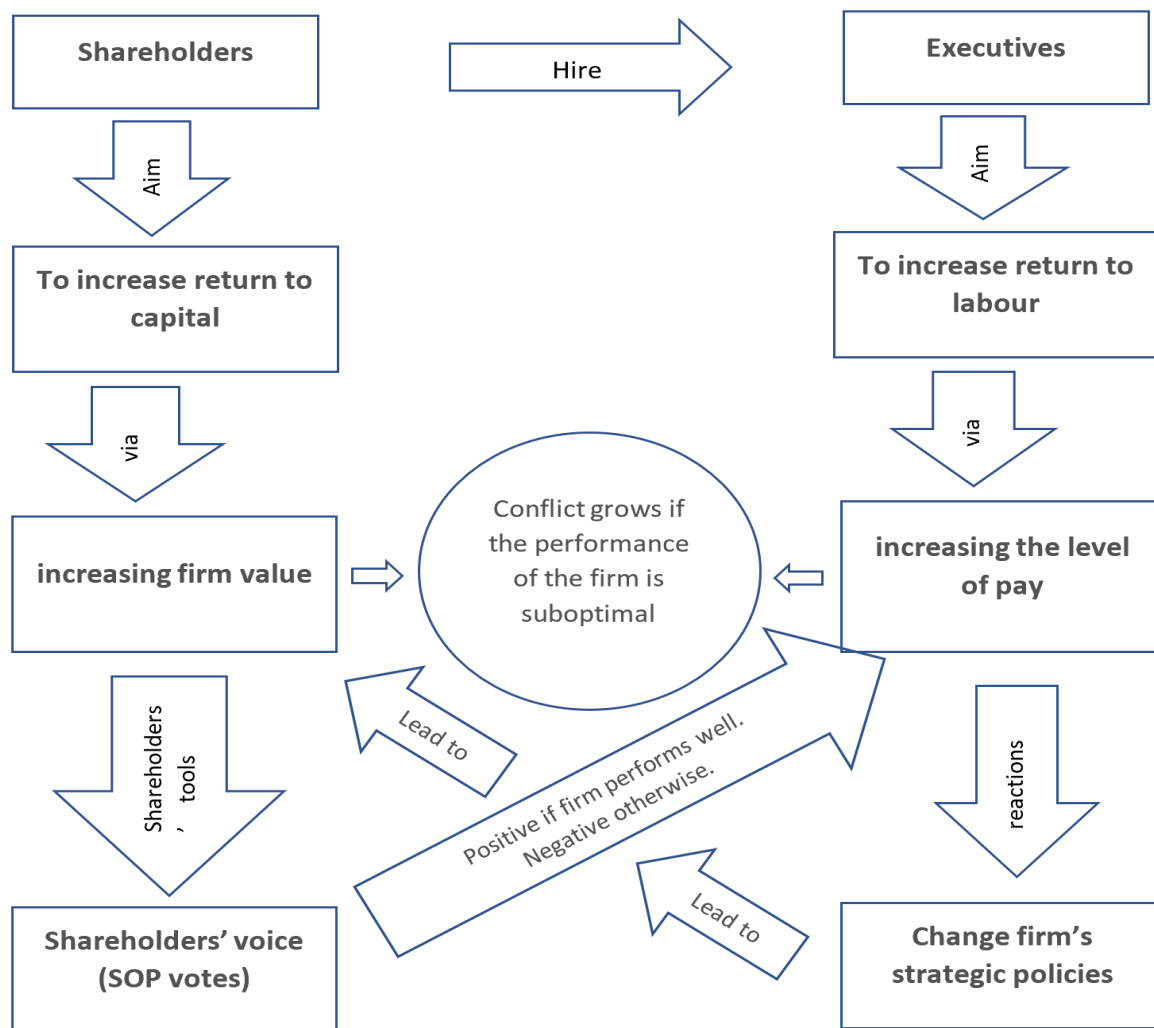 Shareholders
Hire
Executives
Aim
Aim
To increase return to
capital
To increase return to
labour
via
via
Conflict grows if
the performance
of the firm is
suboptimal
increasing firm value
increasing the level
of pay
Shareholders
’ tools
Lead to
Positive if firm performs well.
Negative otherwise.
reactions
Lead to
Shareholders’ voice
(SOP votes)
Change firm’s
strategic policies